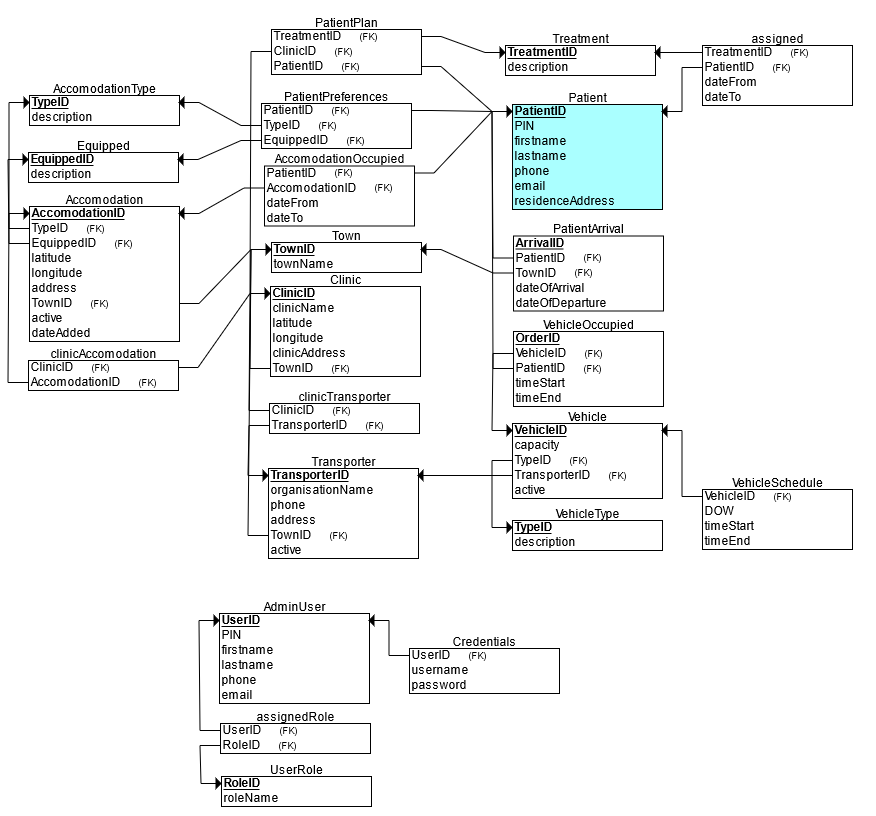 PatientPlan
TreatmentID (FK)
ClinicID (FK)
PatientID (FK)
Treatment
TreatmentID
description
assigned
TreatmentID (FK)
PatientID (FK)
dateFrom
dateTo
AccomodationType
TypeID
description
PatientPreferences
PatientID (FK)
TypeID (FK)
EquippedID (FK)
Patient
PatientID
PIN
firstname
lastname
phone
email
residenceAddress
Equipped
EquippedID
description
AccomodationOccupied
PatientID (FK)
AccomodationID (FK)
dateFrom
dateTo
Accomodation
AccomodationID
TypeID (FK)
EquippedID (FK)
latitude
longitude
address
TownID (FK)
active
dateAdded
Town
TownID
townName
PatientArrival
ArrivalID
PatientID (FK)
TownID (FK)
dateOfArrival
dateOfDeparture
Clinic
ClinicID
clinicName
latitude
longitude
clinicAddress
TownID (FK)
VehicleOccupied
OrderID
VehicleID (FK)
PatientID (FK)
timeStart
timeEnd
clinicAccomodation
ClinicID (FK)
AccomodationID (FK)
clinicTransporter
ClinicID (FK)
TransporterID (FK)
Vehicle
VehicleID
capacity
TypeID (FK)
TransporterID (FK)
active
Transporter
TransporterID
organisationName
phone
address
TownID (FK)
active
VehicleSchedule
VehicleID (FK)
DOW
timeStart
timeEnd
VehicleType
TypeID
description
AdminUser
UserID
PIN
firstname
lastname
phone
email
Credentials
UserID (FK)
username
password
assignedRole
UserID (FK)
RoleID (FK)
UserRole
RoleID
roleName